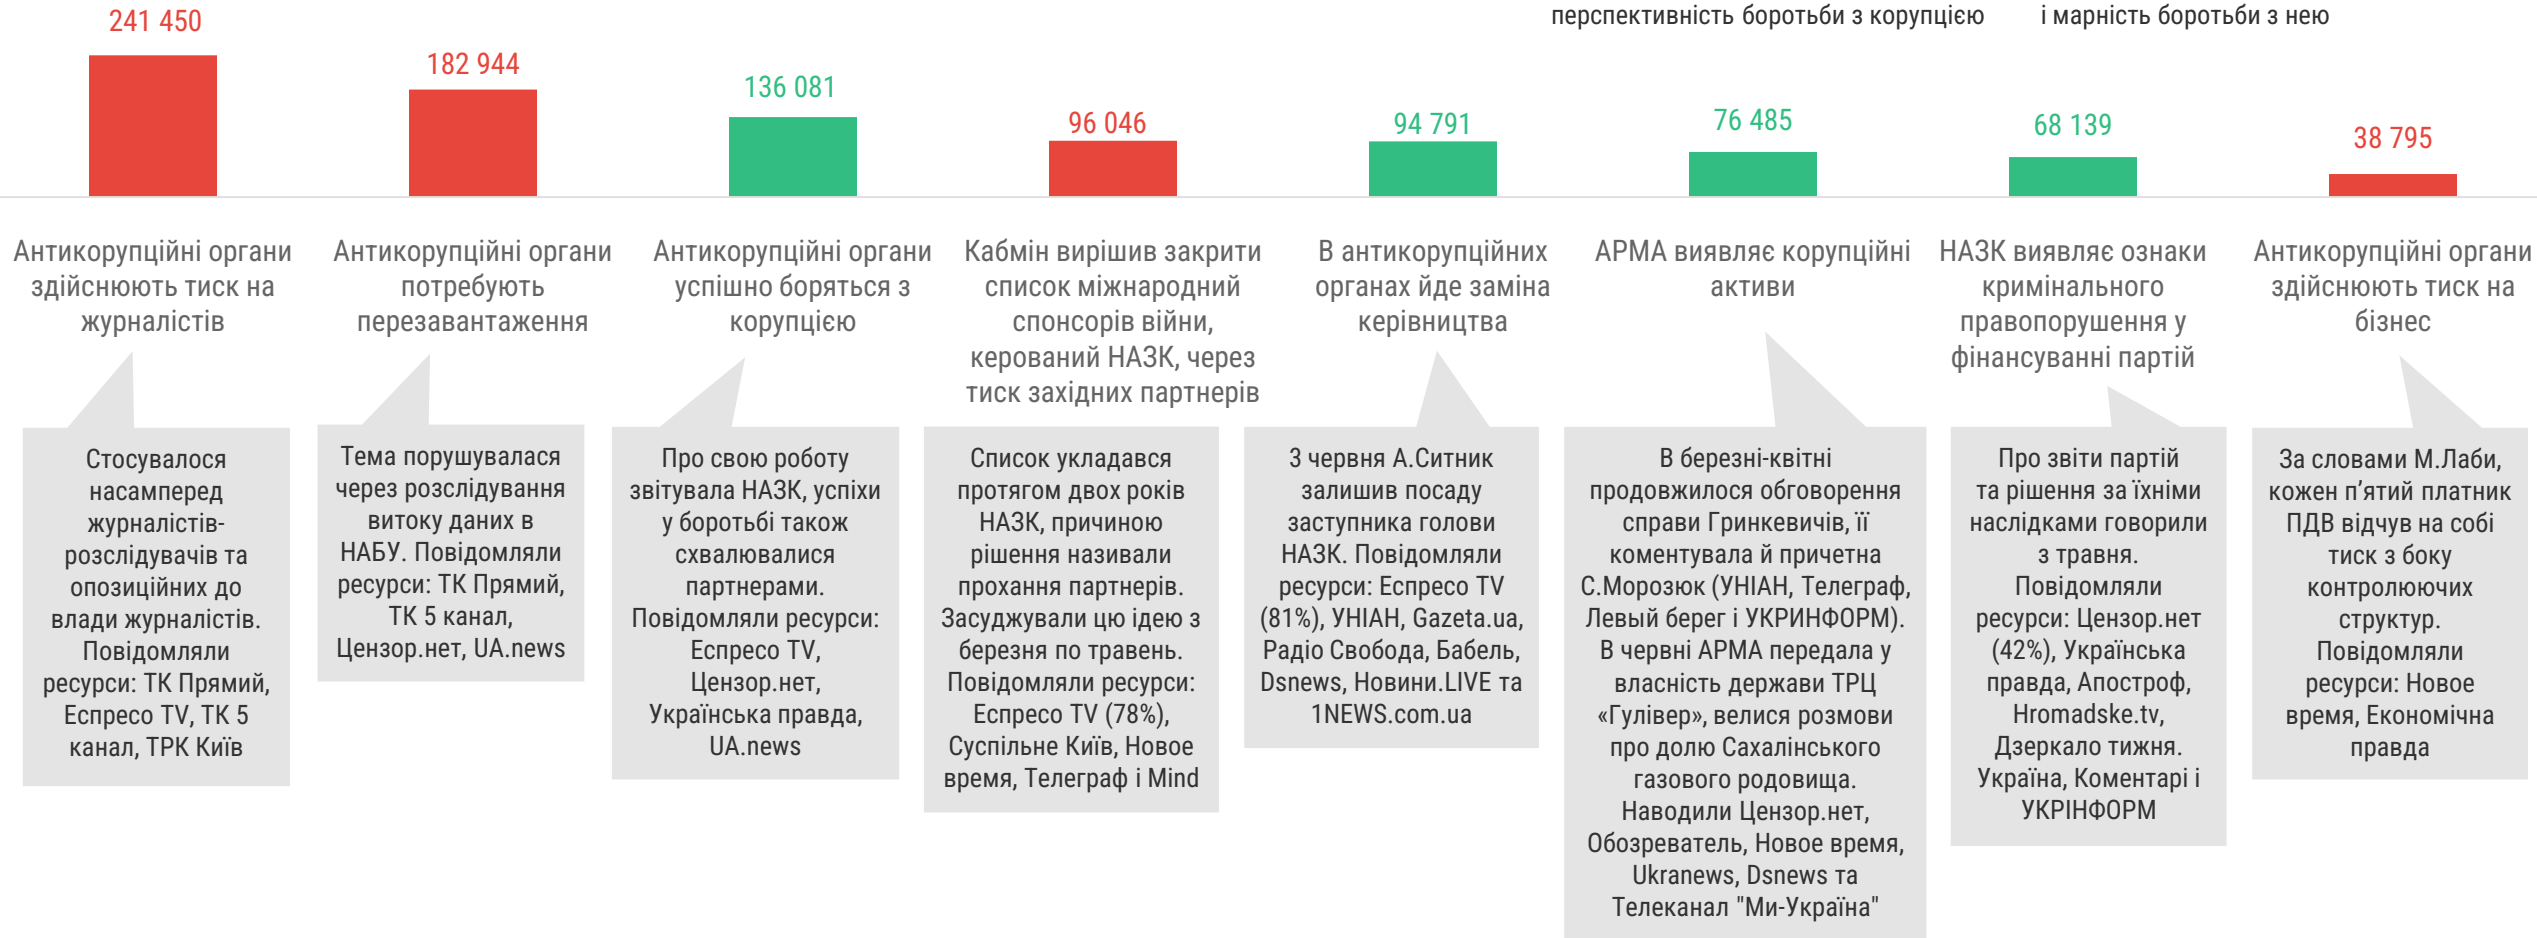 перспективність боротьби з корупцією
і марність боротьби з нею
241 450
182 944
136 081
96 046
94 791
76 485
68 139
38 795
Антикорупційні органи
здійснюють тиск на
журналістів
Антикорупційні органи
потребують
перезавантаження
Антикорупційні органи
успішно боряться з
корупцією
Кабмін вирішив закрити
список міжнародний
спонсорів війни,
керований НАЗК, через
тиск західних партнерів
В антикорупційних
органах йде заміна
керівництва
АРМА виявляє корупційні
активи
НАЗК виявляє ознаки
кримінального
правопорушення у
фінансуванні партій
Антикорупційні органи
здійснюють тиск на
бізнес
Стосувалося
насамперед
журналістів-
розслідувачів та
опозиційних до
влади журналістів.
Повідомляли
ресурси: ТК Прямий,
Еспресо TV, ТК 5
канал, ТРК Київ
Тема порушувалася
через розслідування
витоку даних в
НАБУ. Повідомляли
ресурси: ТК Прямий,
ТК 5 канал,
Цензор.нет, UA.news
Про свою роботу
звітувала НАЗК, успіхи
у боротьбі також
схвалювалися
партнерами.
Повідомляли ресурси:
Еспресо TV,
Цензор.нет,
Українська правда,
UA.news
Список укладався
протягом двох років
НАЗК, причиною
рішення називали
прохання партнерів.
Засуджували цю ідею з
березня по травень.
Повідомляли ресурси:
Еспресо TV (78%),
Суспільне Київ, Новое
время, Телеграф і Mind
3 червня А.Ситник
залишив посаду
заступника голови
НАЗК. Повідомляли
ресурси: Еспресо TV
(81%), УНІАН, Gazeta.ua,
Радіо Свобода, Бабель,
Dsnews, Новини.LIVE та
1NEWS.com.ua
В березні-квітні
продовжилося обговорення
справи Гринкевичів, її
коментувала й причетна
С.Морозюк (УНІАН, Телеграф,
Левый берег і УКРИНФОРМ).
В червні АРМА передала у
власність держави ТРЦ
«Гулівер», велися розмови
про долю Сахалінського
газового родовища.
Наводили Цензор.нет,
Обозреватель, Новое время,
Ukranews, Dsnews та
Телеканал "Ми-Україна"
Про звіти партій
та рішення за їхніми
наслідками говорили
з травня.
Повідомляли
ресурси: Цензор.нет
(42%), Українська
правда, Апостроф,
Hromadske.tv,
Дзеркало тижня.
Україна, Коментарі і
УКРІНФОРМ
За словами М.Лаби,
кожен п’ятий платник
ПДВ відчув на собі
тиск з боку
контролюючих
структур.
Повідомляли
ресурси: Новое
время, Економічна
правда